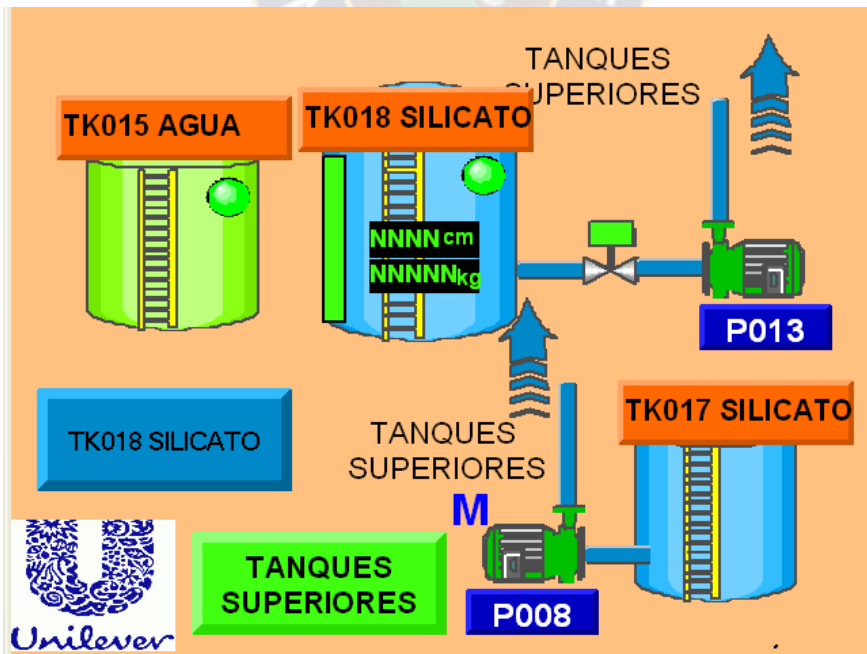 TANQUES
SUPERIORES
TK015 AGUA
TK018 SILICATO
NNNN cm
NNNNN kg
P013
TK017 SILICATO
TK018 SILICATO
TANQUES
SUPERIORES
M
TANQUES
SUPERIORES
P008
Unilever